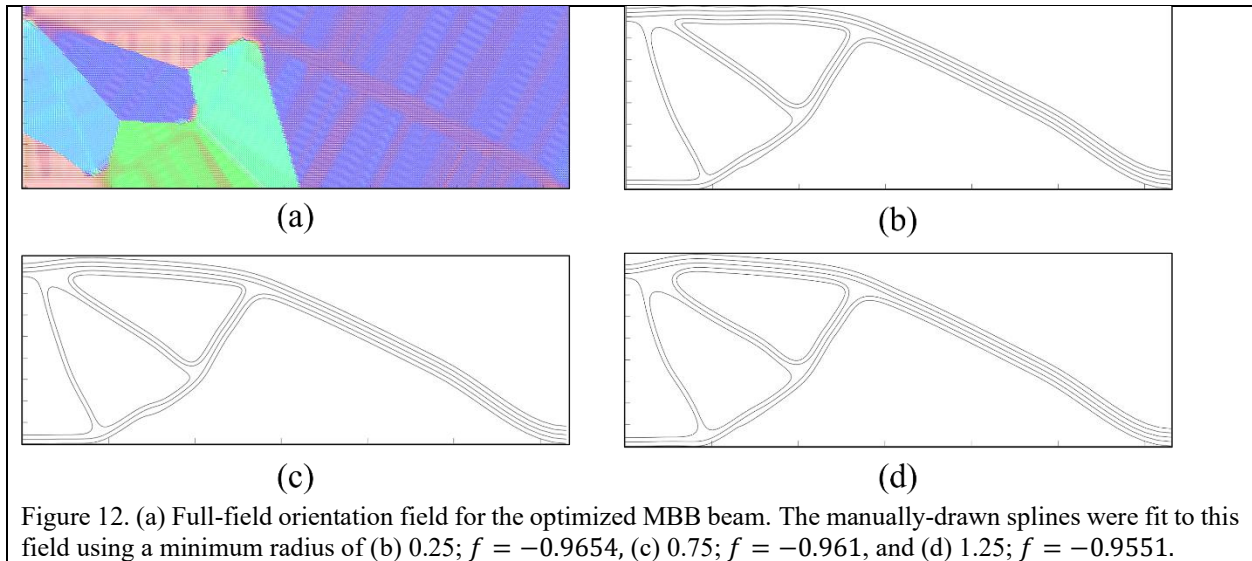 (a)
(b)
(c)
(d)
Figure 12. (a) Full-field orientation field for the optimized MBB beam. The manually-drawn splines were fit to this
field using a minimum radius of (b) 0.25; f = −0.9654, (c) 0.75; f = −0.961, and (d) 1.25; f = −0.9551.